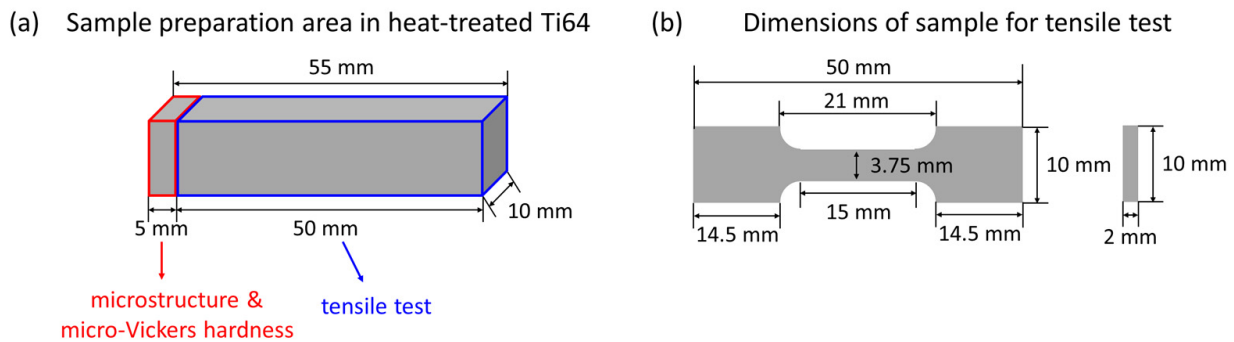 (a) Sample preparation area in heat-treated Ti64
55 mm
10 mm
5 mm
50 mm
microstructure &
micro-Vickers hardness
tensile test
(b) Dimensions of sample for tensile test
50 mm
21 mm
3.75 mm
10 mm
10 mm
15 mm
14.5 mm
14.5 mm
2 mm